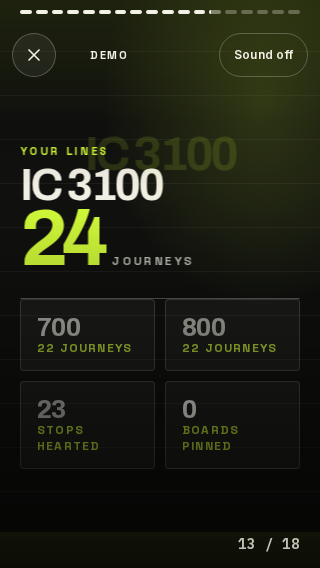 DEMO
Sound off
YOUR LINES
IC 3100
IC 3100
24 JOURNEYS
700
22 JOURNEYS
800
22 JOURNEYS
23
STOPS
HEARTED
0
BOARDS
PINNED
13 / 18